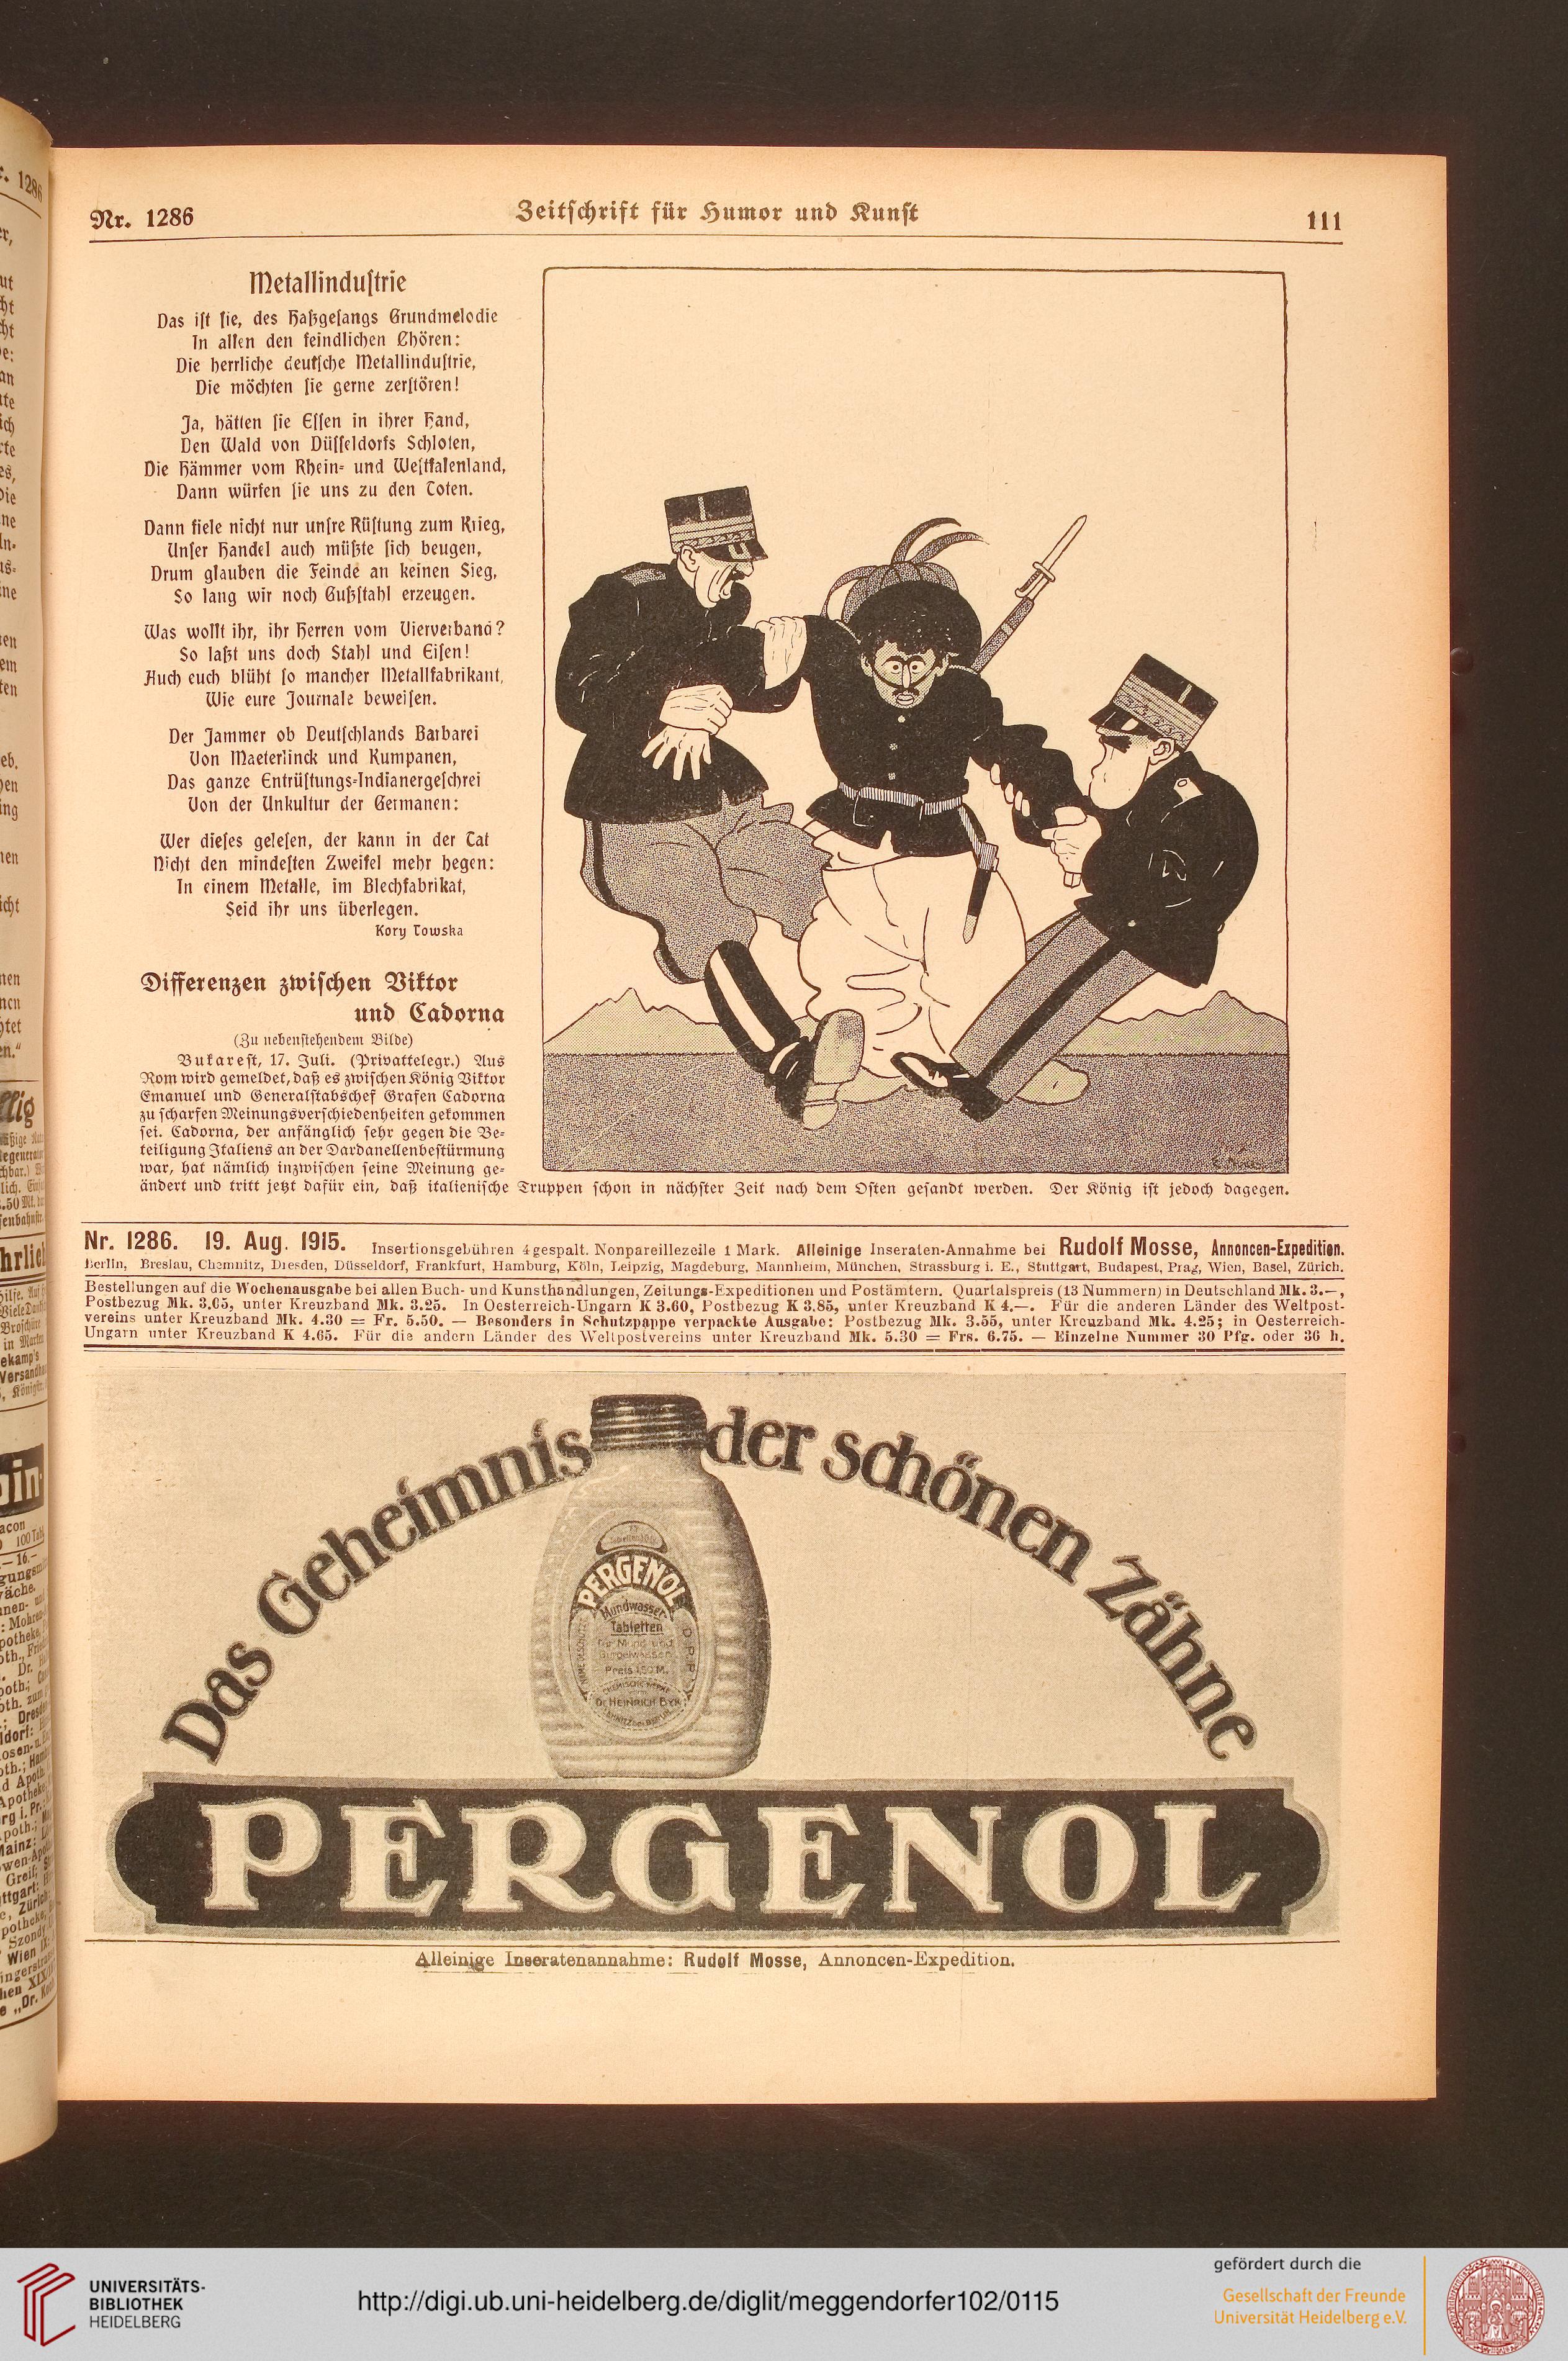 Nr. 1286
Zeitschrift für Humor und Kunst
111
Metallindustrie
Das ist sie, des Haßgesangs Grundmelodie
In allen den feindlichen Chören:
Die herrliche deutsche Metallindustrie,
Die möchten sie gerne zerstören!
Ja, hätten sie Essen in ihrer Hand,
Den Wald von Düsseldorfs Schloten,
Die Hämmer vom Rhein- und Westfalenland,
Dann würfen sie uns zu den Toten.
Dann fiele nicht nur unsre Rüstung zum Krieg,
Unser Handel auch müßte sich beugen,
Drum glauben die Feinde an keinen Sieg,
So lang wir noch Gußstahl erzeugen.
Was wollt ihr, ihr Herren vom Vierverband?
So laßt uns doch Stahl und Eisen!
Auch euch blüht so mancher Metallfabrikant,
Wie eure Journale beweisen.
Der Jammer ob Deutschlands Barbarei
Von Maeterlinck und Kumpanen,
Das ganze Entrüstungs-Indianergeschrei
Von der Unkultur der Germanen:
Wer dieses gelesen, der kann in der Tat
Nicht den mindesten Zweifel mehr hegen:
In einem Metalle, im Blechfabrikat,
Seid ihr uns überlegen.
Kory Towska
Differenzen zwischen Viktor
und Cadorna
(Zu nebenstehendem Bilde)
Bukarest, 17. Juli. (Privattelegr.) Aus
Rom wird gemeldet, daß es zwischen König Viktor
Emanuel und Generalstabschef Grafen Cadorna
zu scharfen Meinungsverschiedenheiten gekommen
sei. Cadorna, der anfänglich sehr gegen die Be-
teiligung Italiens an der Dardanellenbestürmung
war, hat nämlich inzwischen seine Meinung ge-
ändert und tritt jetzt dafür ein, daß italienische Truppen schon in nächster Zeit nach dem Osten gesandt werden. Der König ist jedoch dagegen.
Nr. 1286. 19. Aug. 1915. Insertionsgebühren 4gespalt. Nonpareillezeile 1 Mark. Alleinige Inseraten-Annahme bei Rudolf Mosse, Annoncen-Expedition.
Berlin, Breslau, Chemnitz, Dresden, Düsseldorf, Frankfurt, Hamburg, Köln, Leipzig, Magdeburg, Mannheim, München, Strassburg i. E., Stuttgart, Budapest, Prag, Wien, Basel, Zürich.
Bestellungen auf die Wochenausgabe bei allen Buch- und Kunsthandlungen, Zeitungs-Expeditionen und Postämtern. Quartalspreis (13 Nummern) in Deutschland Mk. 3.—,
Postbezug Mk. 3.05, unter Kreuzband Mk. 3.25. In Oesterreich-Ungarn K 3.60, Postbezug K 3.85, unter Kreuzband K 4.—. Für die anderen Länder des Weltpost-
vereins unter Kreuzband Mk. 4.30 = Fr. 5.50. — Besonders in Schutzpappe verpackte Ausgabe: Postbezug Mk. 3.55, unter Kreuzband Mk. 4.25; in Oesterreich-
Ungarn unter Kreuzband K 4.65. Für die andern Länder des Weltpostvereins unter Kreuzband Mk. 5.30 = Frs. 6.75. — Einzelne Nummer 30 Pfg. oder 36 h.
Das Geheimnis der schönen Zähne
PERGENOL
Mundwasser
Tabletten
für Mund und
Gurgelwasser
Preis 1,50 M.
CHEMISCHE WERKE
Dr HEINRICH BYK
PERGENOL
Alleinige Inseratenannahme: Rudolf Mosse, Annoncen-Expedition.
UNIVERSITÄTS-
BIBLIOTHEK
HEIDELBERG
http://digi.ub.uni-heidelberg.de/diglit/meggendorfer102/0115
gefördert durch die
Gesellschaft der Freunde
Universität Heidelberg e.V.